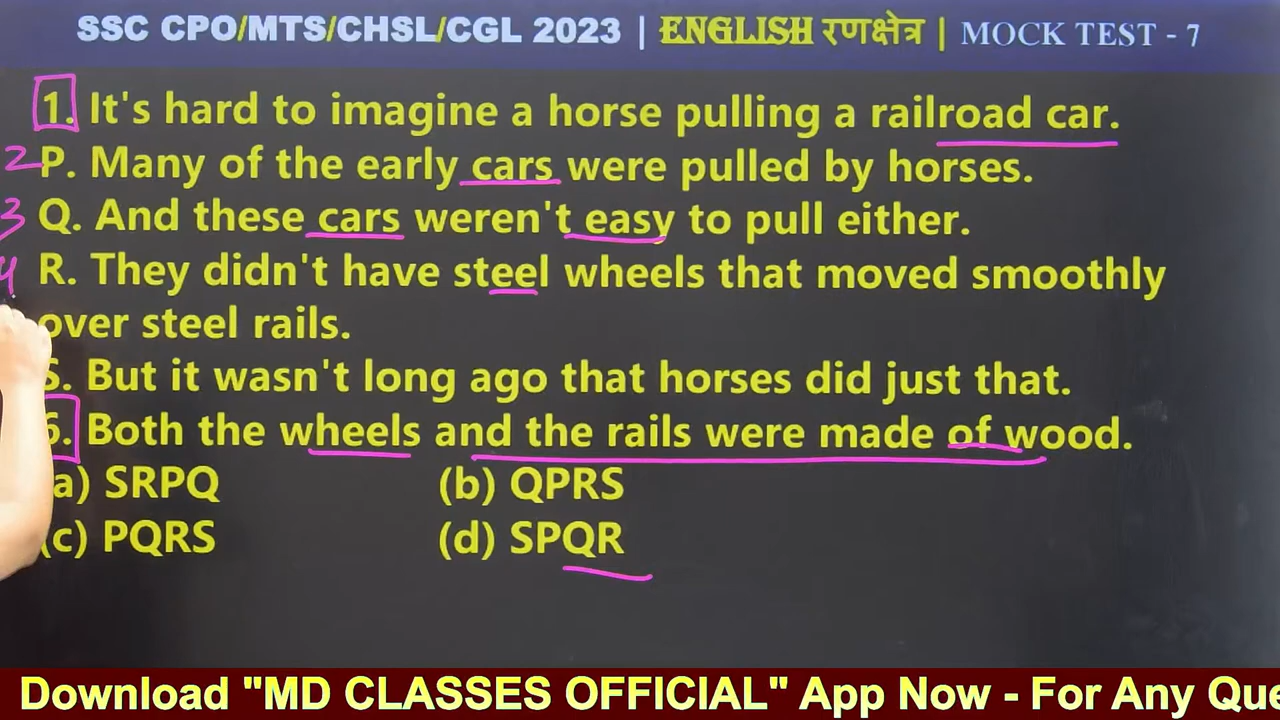 SSC CPO/MTS/CHSL/CGL 2023 | ENGLISH रणक्षेत्र | MOCK TEST - 7
1. It's hard to imagine a horse pulling a railroad car.
2 P. Many of the early cars were pulled by horses.
3 Q. And these cars weren't easy to pull either.
4 R. They didn't have steel wheels that moved smoothly
over steel rails.
S. But it wasn't long ago that horses did just that.
6. Both the wheels and the rails were made of wood.
a) SRPQ (b) QPRS
(c) PQRS (d) SPQR
Download "MD CLASSES OFFICIAL" App Now - For Any